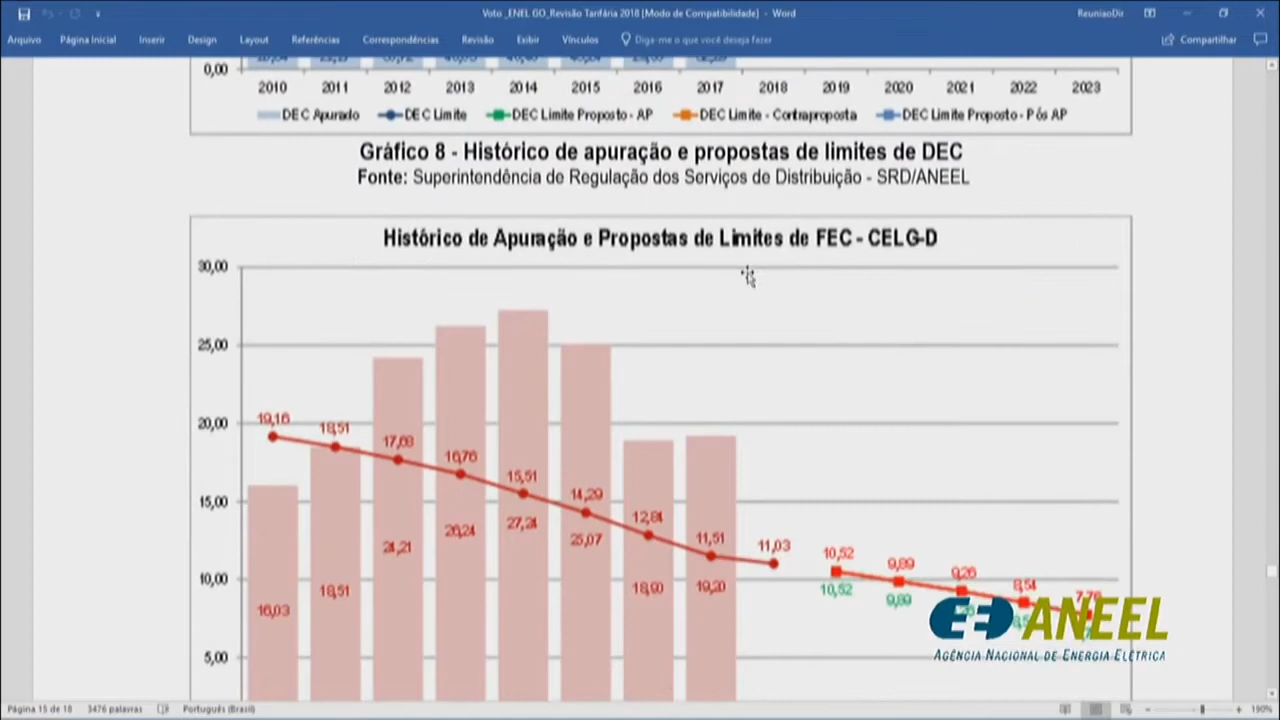 Voto _ENEL GO_Revisão Tarifária 2018 [Modo de Compatibilidade] - Word
ReuniaoDir
Arquivo Página Inicial Inserir Design Layout Referências Correspondências Revisão Exibir Vínculos Diga-me o que você deseja fazer Compartilhar
0,00
2010 2011 2012 2013 2014 2015 2016 2017 2018 2019 2020 2021 2022 2023
DEC Apurado DEC Limite DEC Limite Proposto - AP DEC Limite - Contraproposta DEC Limite Proposto - Pós AP
Gráfico 8 - Histórico de apuração e propostas de limites de DEC
Fonte: Superintendência de Regulação dos Serviços de Distribuição - SRD/ANEEL
Histórico de Apuração e Propostas de Limites de FEC - CELG-D
30,00
25,00
20,00
15,00
10,00
5,00
19,16 18,51 17,68 16,76 15,51 14,29 12,84 11,51 11,03 10,52 9,89 9,26 8,54 7,76
16,03 18,51 24,21 26,24 27,24 25,07 18,90 19,20 10,52 9,89
ANEEL
AGÊNCIA NACIONAL DE ENERGIA ELÉTRICA
Página 15 de 18 3476 palavras Português (Brasil) 190%